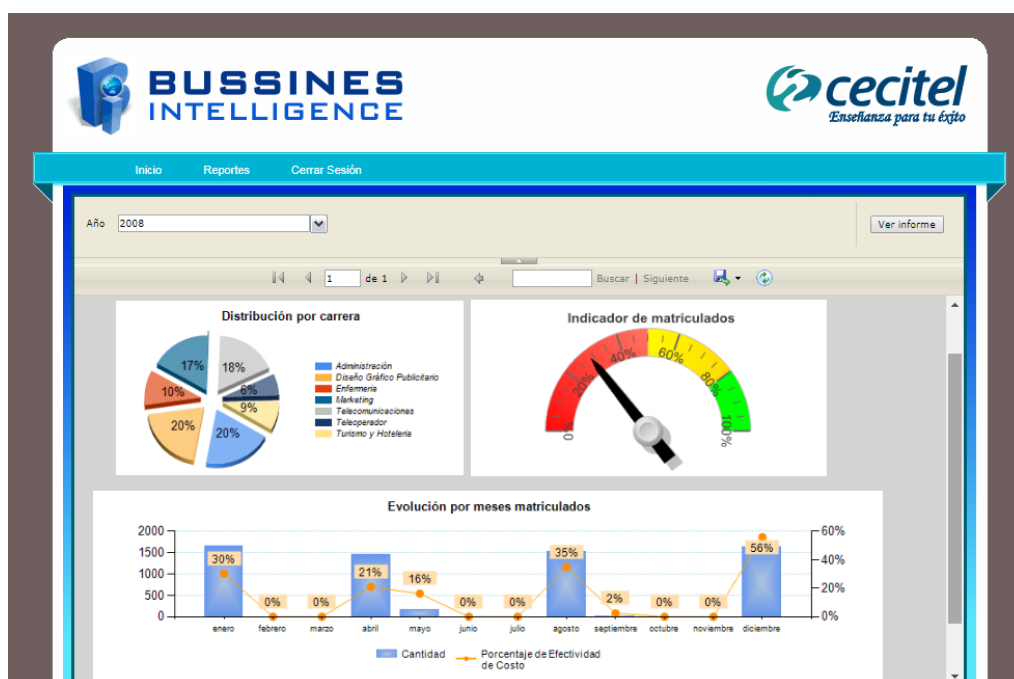 BUSSINES
INTELLIGENCE
cecitel
Enseñanza para tu éxito
Inicio Reportes Cerrar Sesión
Año 2008 Ver informe
1 de 1 Buscar | Siguiente
Distribución por carrera
17% 18%
10% 6%
9%
20% 20%
Administración
Diseño Gráfico Publicitario
Enfermeria
Marketing
Telecomunicaciones
Teleoperador
Turismo y Hoteleria
Indicador de matriculados
0% 20% 40% 60% 80% 100%
Evolución por meses matriculados
2000 60%
1500 30% 35% 56% 40%
1000 21% 16% 20%
500 0% 0% 0% 0% 2% 0% 0%
0 0%
enero febrero marzo abril mayo junio julio agosto septiembre octubre noviembre diciembre
Cantidad Porcentaje de Efectividad
de Costo